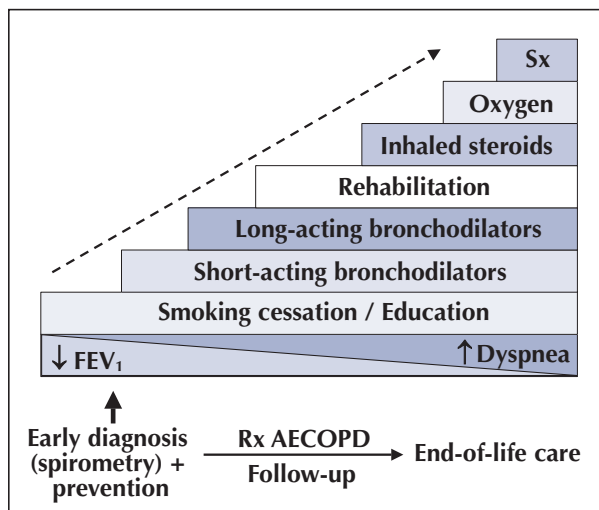 Sx
Oxygen
Inhaled steroids
Rehabilitation
Long-acting bronchodilators
Short-acting bronchodilators
Smoking cessation / Education
↓ FEV₁
↑ Dyspnea
Early diagnosis
(spirometry) +
prevention
Rx AECOPD
Follow-up
End-of-life care